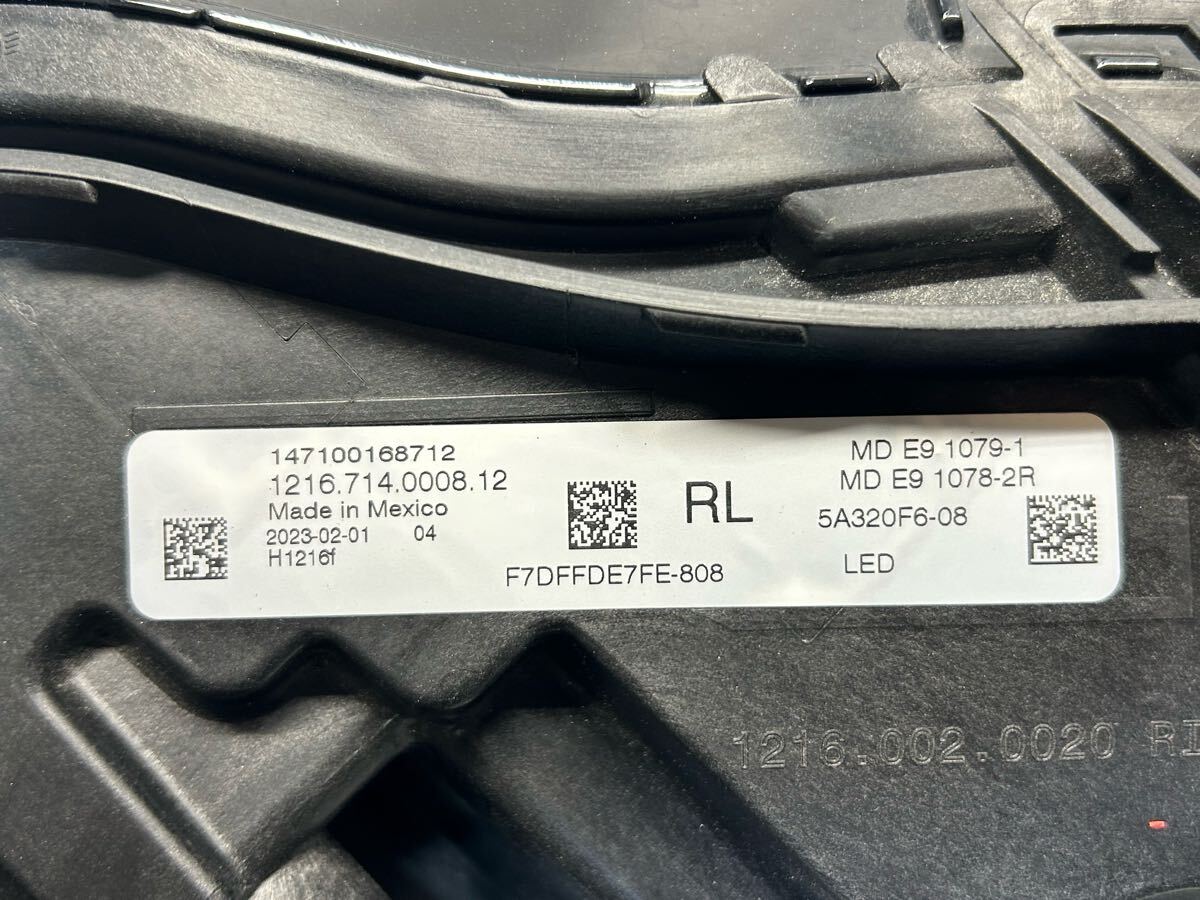 147100168712
1216.714.0008.12
Made in Mexico
2023-02-01 04
H1216f
F7DFFDE7FE-808
RL
MD E9 1079-1
MD E9 1078-2R
5A320F6-08
LED
1216.002.0020 RI